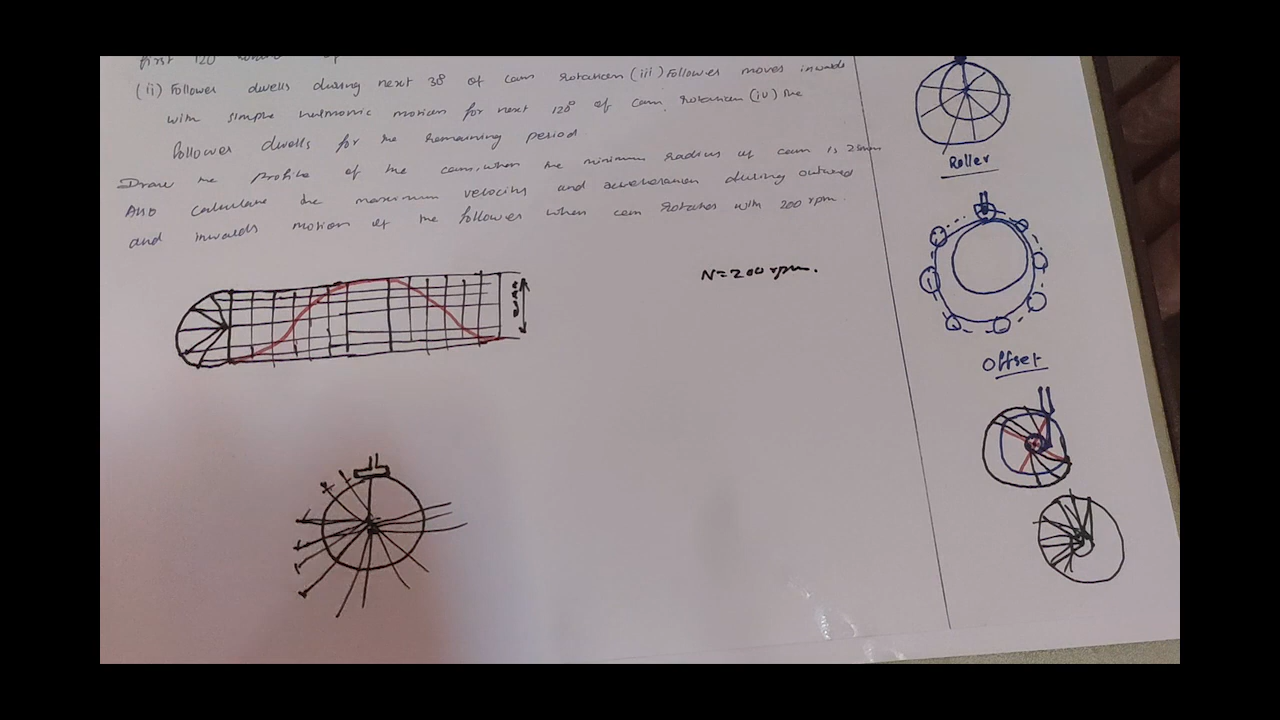 first 120°
(ii) Follower dwells during next 30° of cam rotation (iii) Follower moves inwards
with simple harmonic motion for next 120° of cam rotation (iv) The
follower dwells for the remaining period
Draw the profile of the cam, when the minimum radius of cam is 25mm
Also calculate the maximum velocity and acceleration during outward
and inwards motion of the follower when cam rotates with 200 rpm.
N=200 rpm.
Roller
Offset